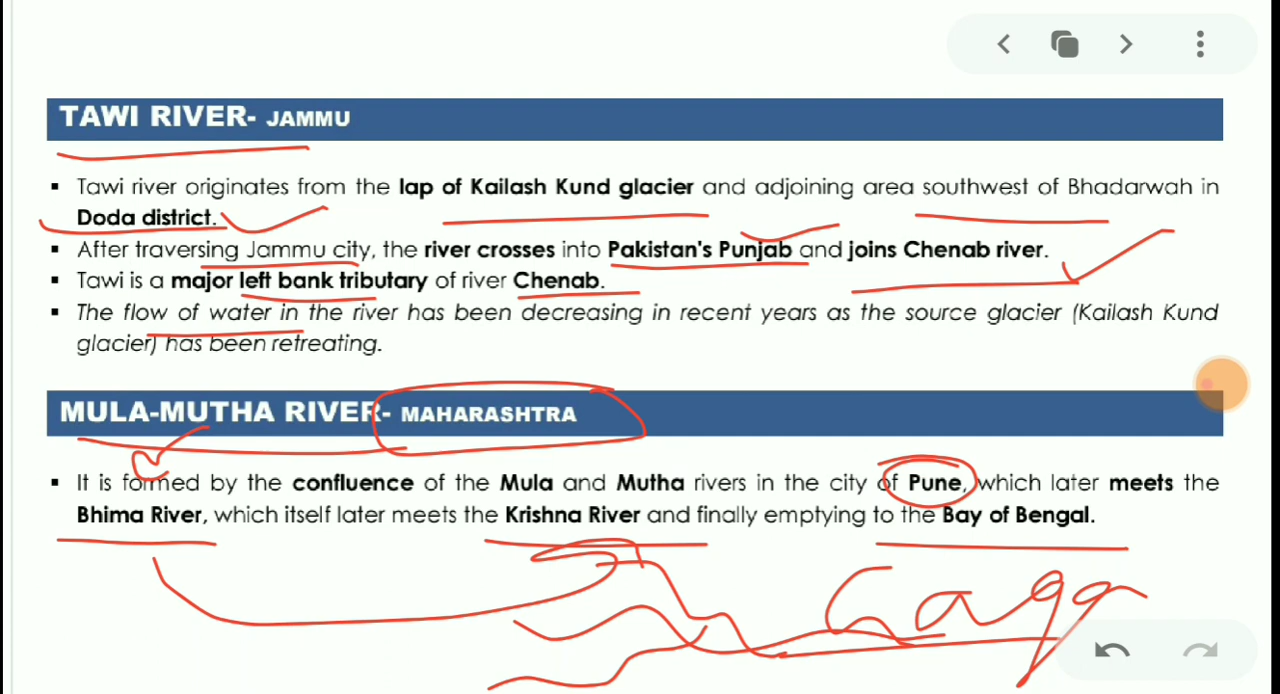 TAWI RIVER- JAMMU
▪ Tawi river originates from the lap of Kailash Kund glacier and adjoining area southwest of Bhadarwah in
Doda district.
▪ After traversing Jammu city, the river crosses into Pakistan's Punjab and joins Chenab river.
▪ Tawi is a major left bank tributary of river Chenab.
▪ The flow of water in the river has been decreasing in recent years as the source glacier (Kailash Kund
glacier) has been retreating.
MULA-MUTHA RIVER- MAHARASHTRA
▪ It is formed by the confluence of the Mula and Mutha rivers in the city of Pune, which later meets the
Bhima River, which itself later meets the Krishna River and finally emptying to the Bay of Bengal.